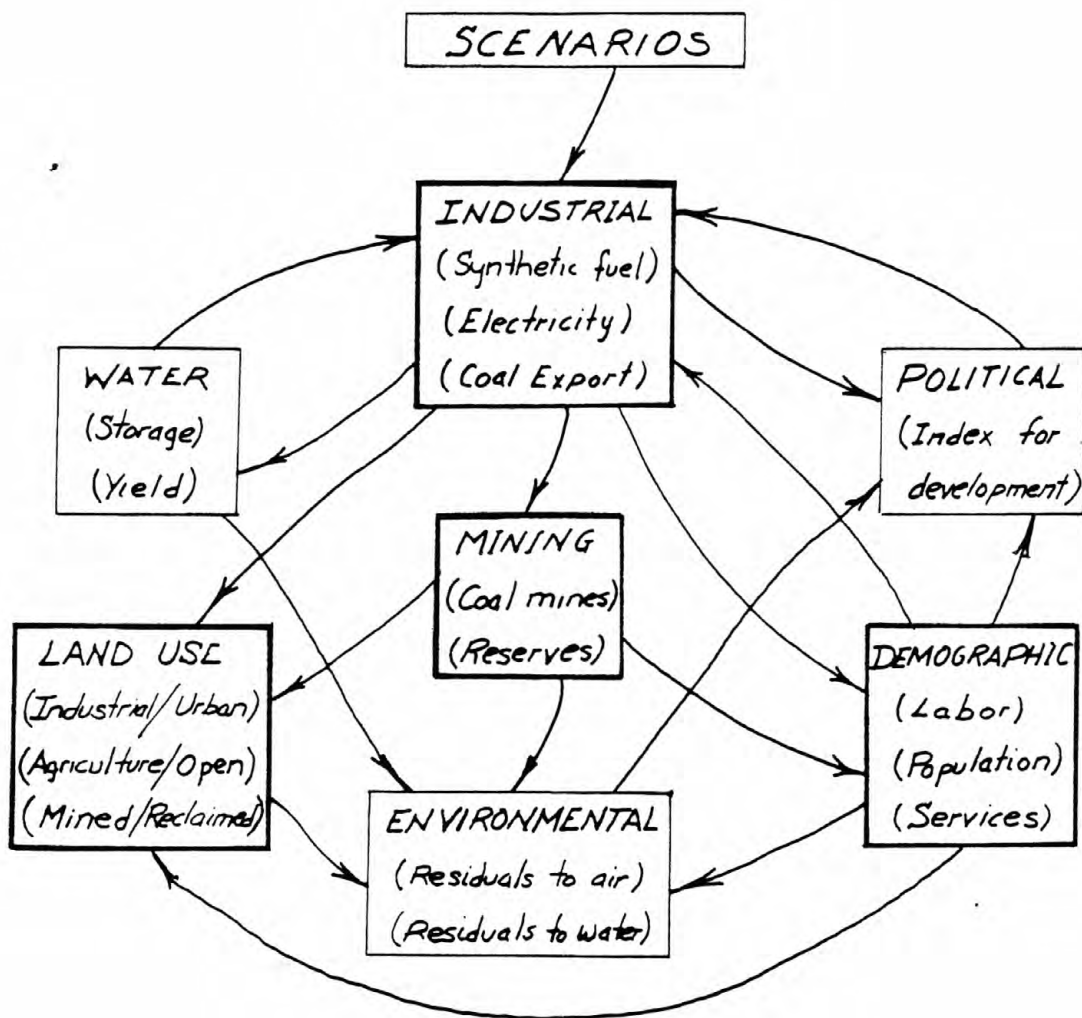 SCENARIOS
INDUSTRIAL
(Synthetic fuel)
(Electricity)
(Coal Export)
WATER
(Storage)
(Yield)
POLITICAL
(Index for
development)
MINING
(Coal mines)
(Reserves)
LAND USE
(Industrial/Urban)
(Agriculture/Open)
(Mined/Reclaimed)
DEMOGRAPHIC
(Labor)
(Population)
(Services)
ENVIRONMENTAL
(Residuals to air)
(Residuals to water)